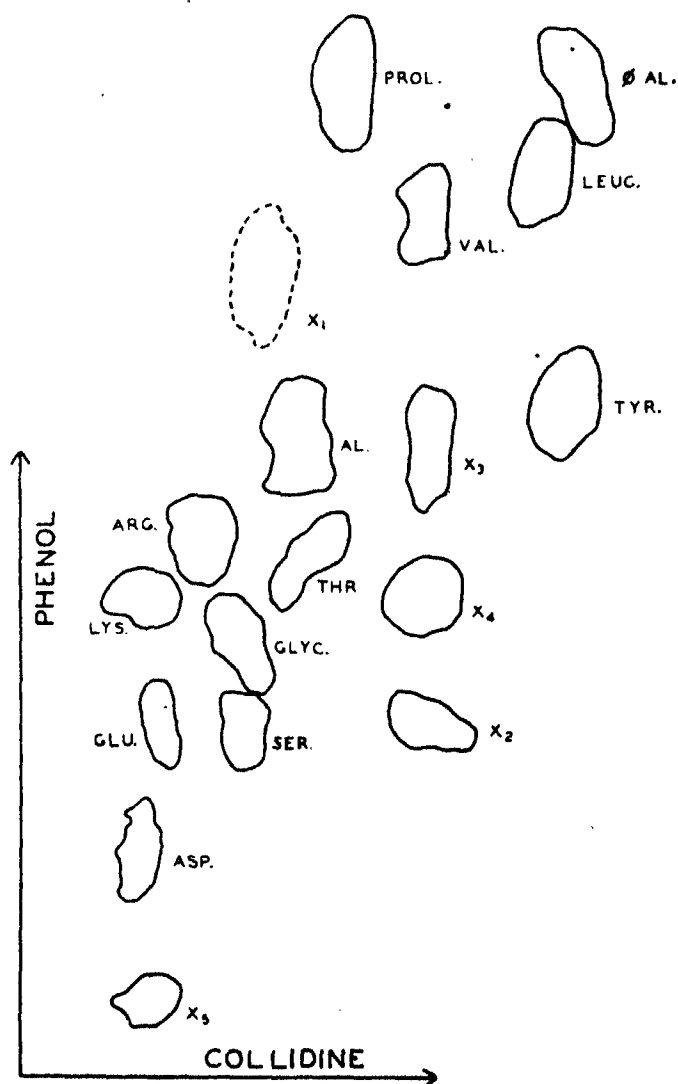 PROL.
Ø AL.
LEUC.
VAL.
X₁
TYR.
AL.
X₃
ARG.
THR
LYS.
X₄
GLYC.
GLU.
SER.
X₂
ASP.
X₅
PHENOL
COLLIDINE